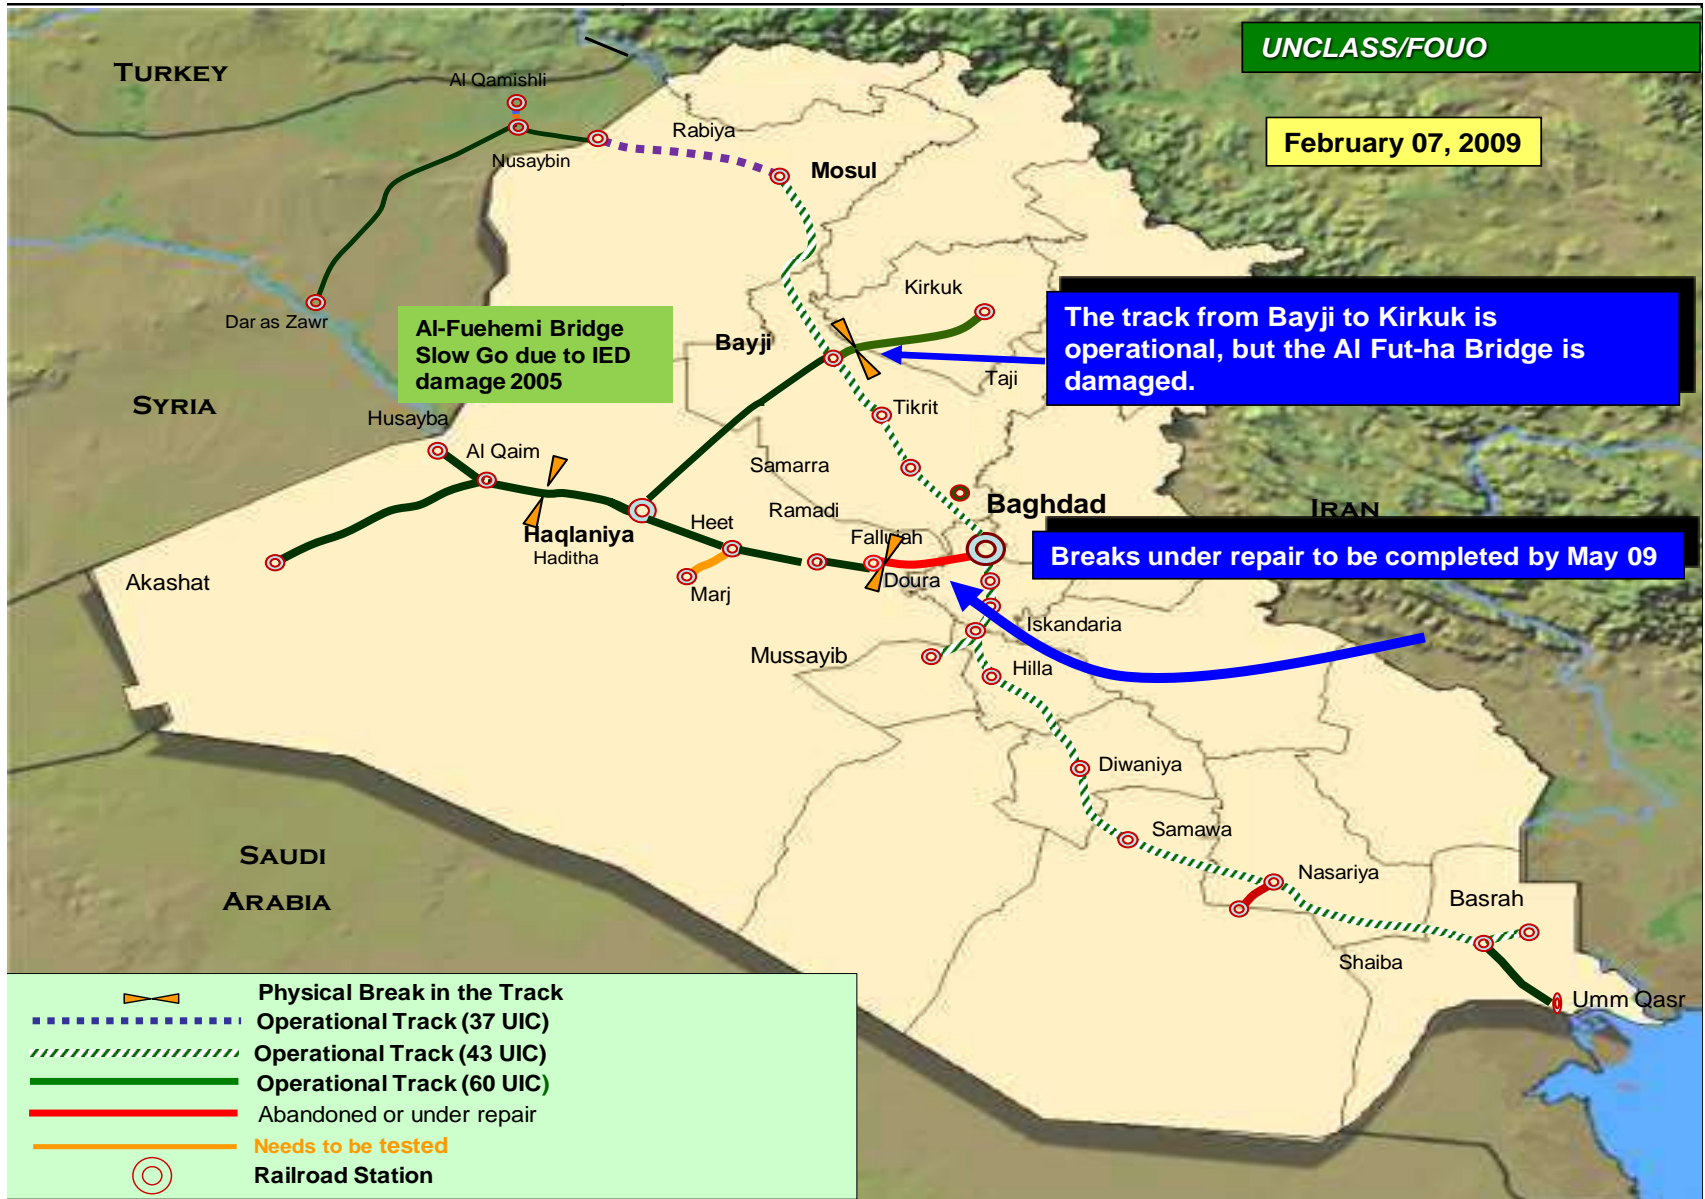 UNCLASS/FOUO
TURKEY
Al Qamishli
February 07, 2009
Rabiya
Nusaybin
Mosul
Kirkuk
Dar as Zawr
Al-Fuehemi Bridge
Slow Go due to IED
damage 2005
Bayji
The track from Bayji to Kirkuk is
operational, but the Al Fut-ha Bridge is
damaged.
Taji
SYRIA
Husayba
Tikrit
Al Qaim
Samarra
Baghdad
IRAN
Ramadi
Heet
Fallujah
Haqlaniya
Haditha
Breaks under repair to be completed by May 09
Akashat
Marj
Doura
Iskandaria
Mussayib
Hilla
Diwaniya
Samawa
SAUDI
ARABIA
Nasariya
Basrah
Shaiba
Umm Qasr
Physical Break in the Track
Operational Track (37 UIC)
Operational Track (43 UIC)
Operational Track (60 UIC)
Abandoned or under repair
Needs to be tested
Railroad Station